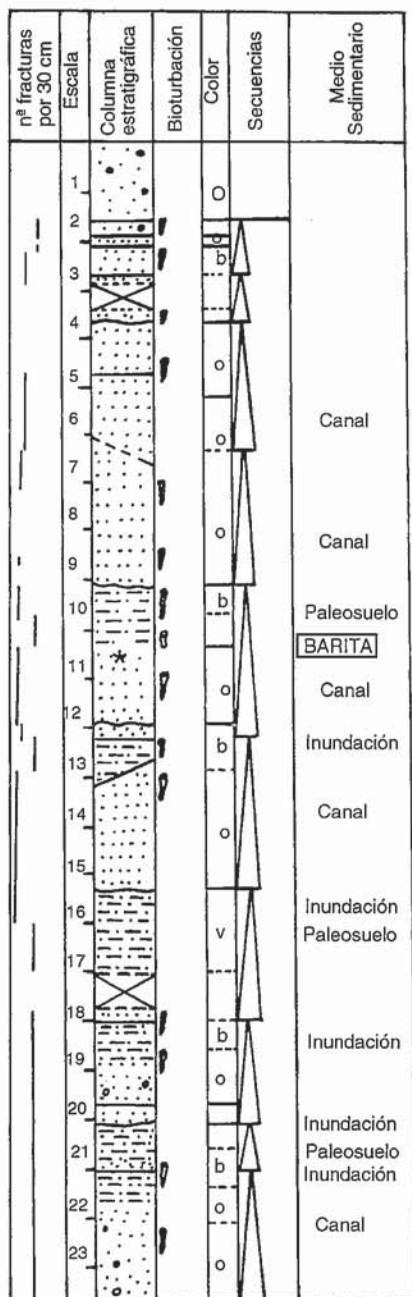 nª fracturas
por 30 cm
Escala
Columna
estratigráfica
Bioturbación
Color
Secuencias
Medio
Sedimentario
1
O
2
o
b
3
4
5
o
6
o
Canal
7
8
o
Canal
9
10
b
Paleosuelo
BARITA
*
11
o
Canal
12
b
Inundación
13
14
Canal
o
15
16
Inundación
v
Paleosuelo
17
18
b
Inundación
19
o
20
Inundación
21
Paleosuelo
b
Inundación
22
o
Canal
23
o